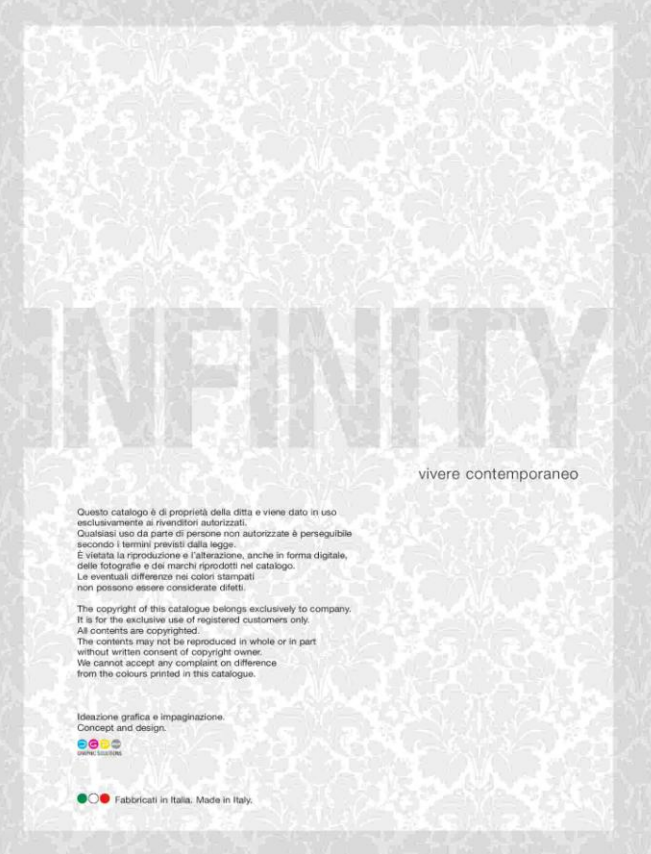 INFINITY
vivere contemporaneo
Questo catalogo è di proprietà della ditta e viene dato in uso
esclusivamente ai rivenditori autorizzati.
Qualsiasi uso da parte di persone non autorizzate è perseguibile
secondo i termini previsti dalla legge.
È vietata la riproduzione e l'alterazione, anche in forma digitale,
delle fotografie e dei marchi riprodotti nel catalogo.
Le eventuali differenze nei colori stampati
non possono essere considerate difetti.
The copyright of this catalogue belongs exclusively to company.
It is for the exclusive use of registered customers only.
All contents are copyrighted.
The contents may not be reproduced in whole or in part
without written consent of copyright owner.
We cannot accept any complaint on difference
from the colours printed in this catalogue.
Ideazione grafica e impaginazione.
Concept and design.
GRAPHIC SOLUTIONS
Fabbricati in Italia. Made in Italy.